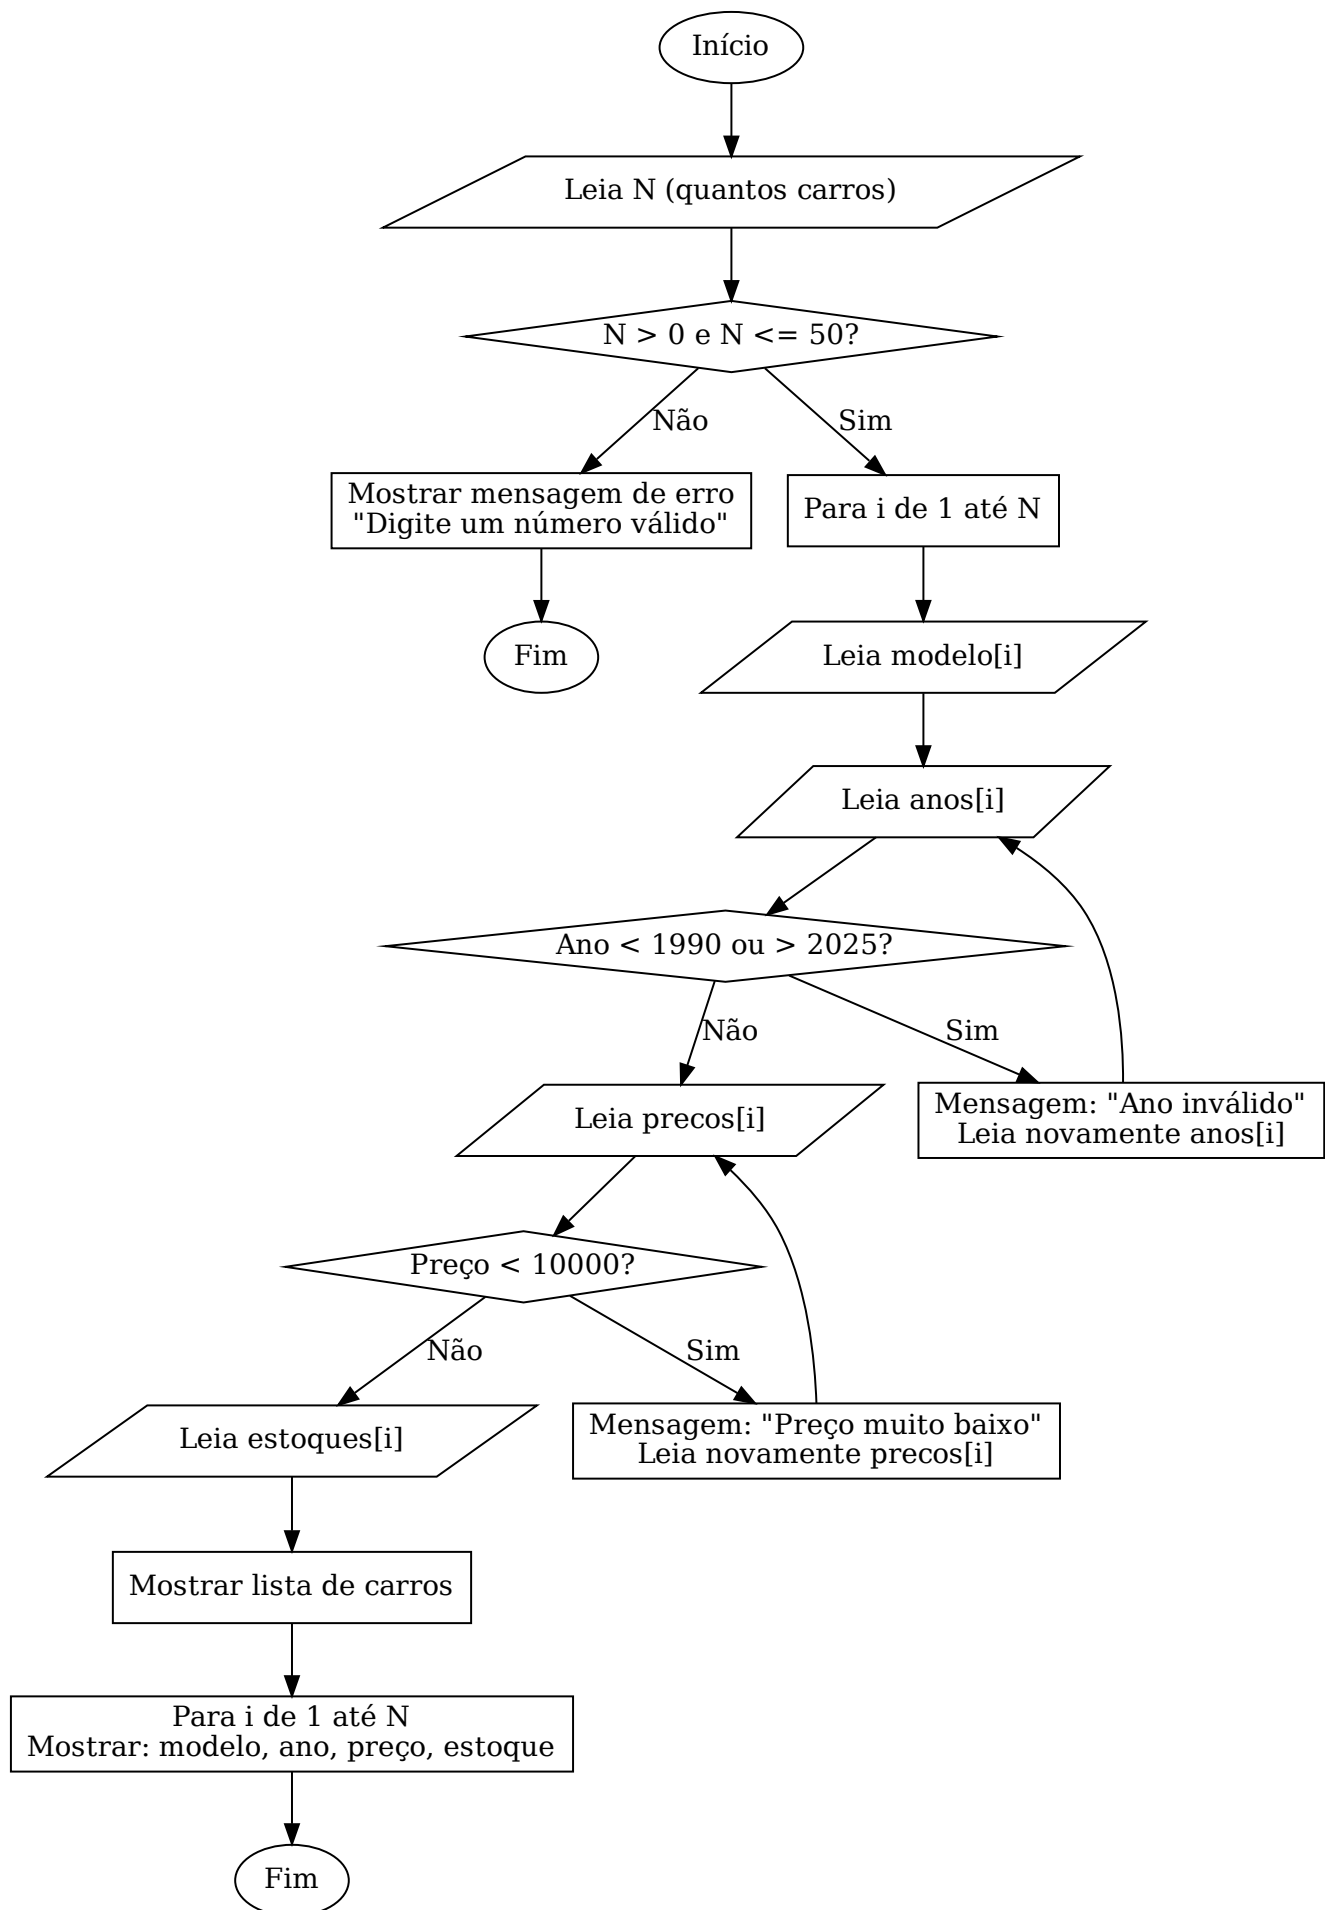 Início
Leia N (quantos carros)
N > 0 e N <= 50?
Não
Sim
Mostrar mensagem de erro
"Digite um número válido"
Para i de 1 até N
Fim
Leia modelo[i]
Leia anos[i]
Ano < 1990 ou > 2025?
Não
Sim
Leia precos[i]
Mensagem: "Ano inválido"
Leia novamente anos[i]
Preço < 10000?
Não
Sim
Leia estoques[i]
Mensagem: "Preço muito baixo"
Leia novamente precos[i]
Mostrar lista de carros
Para i de 1 até N
Mostrar: modelo, ano, preço, estoque
Fim